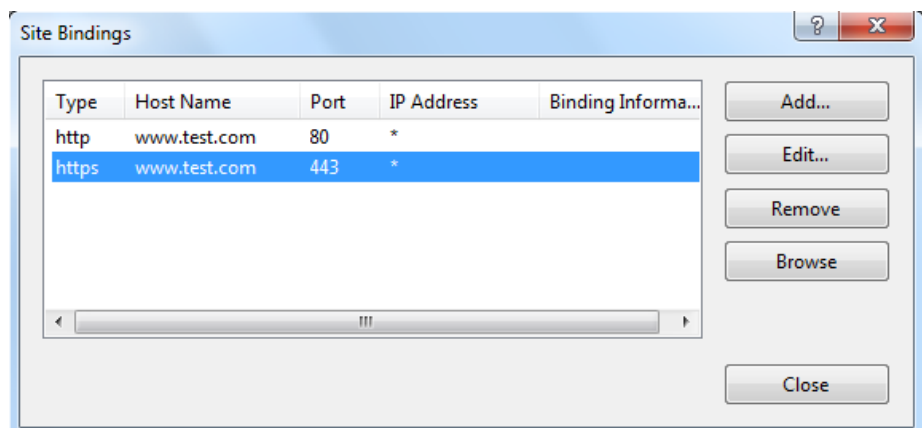 Site Bindings
Type Host Name Port IP Address Binding Informa...
http www.test.com 80 *
https www.test.com 443 *
Add...
Edit...
Remove
Browse
Close